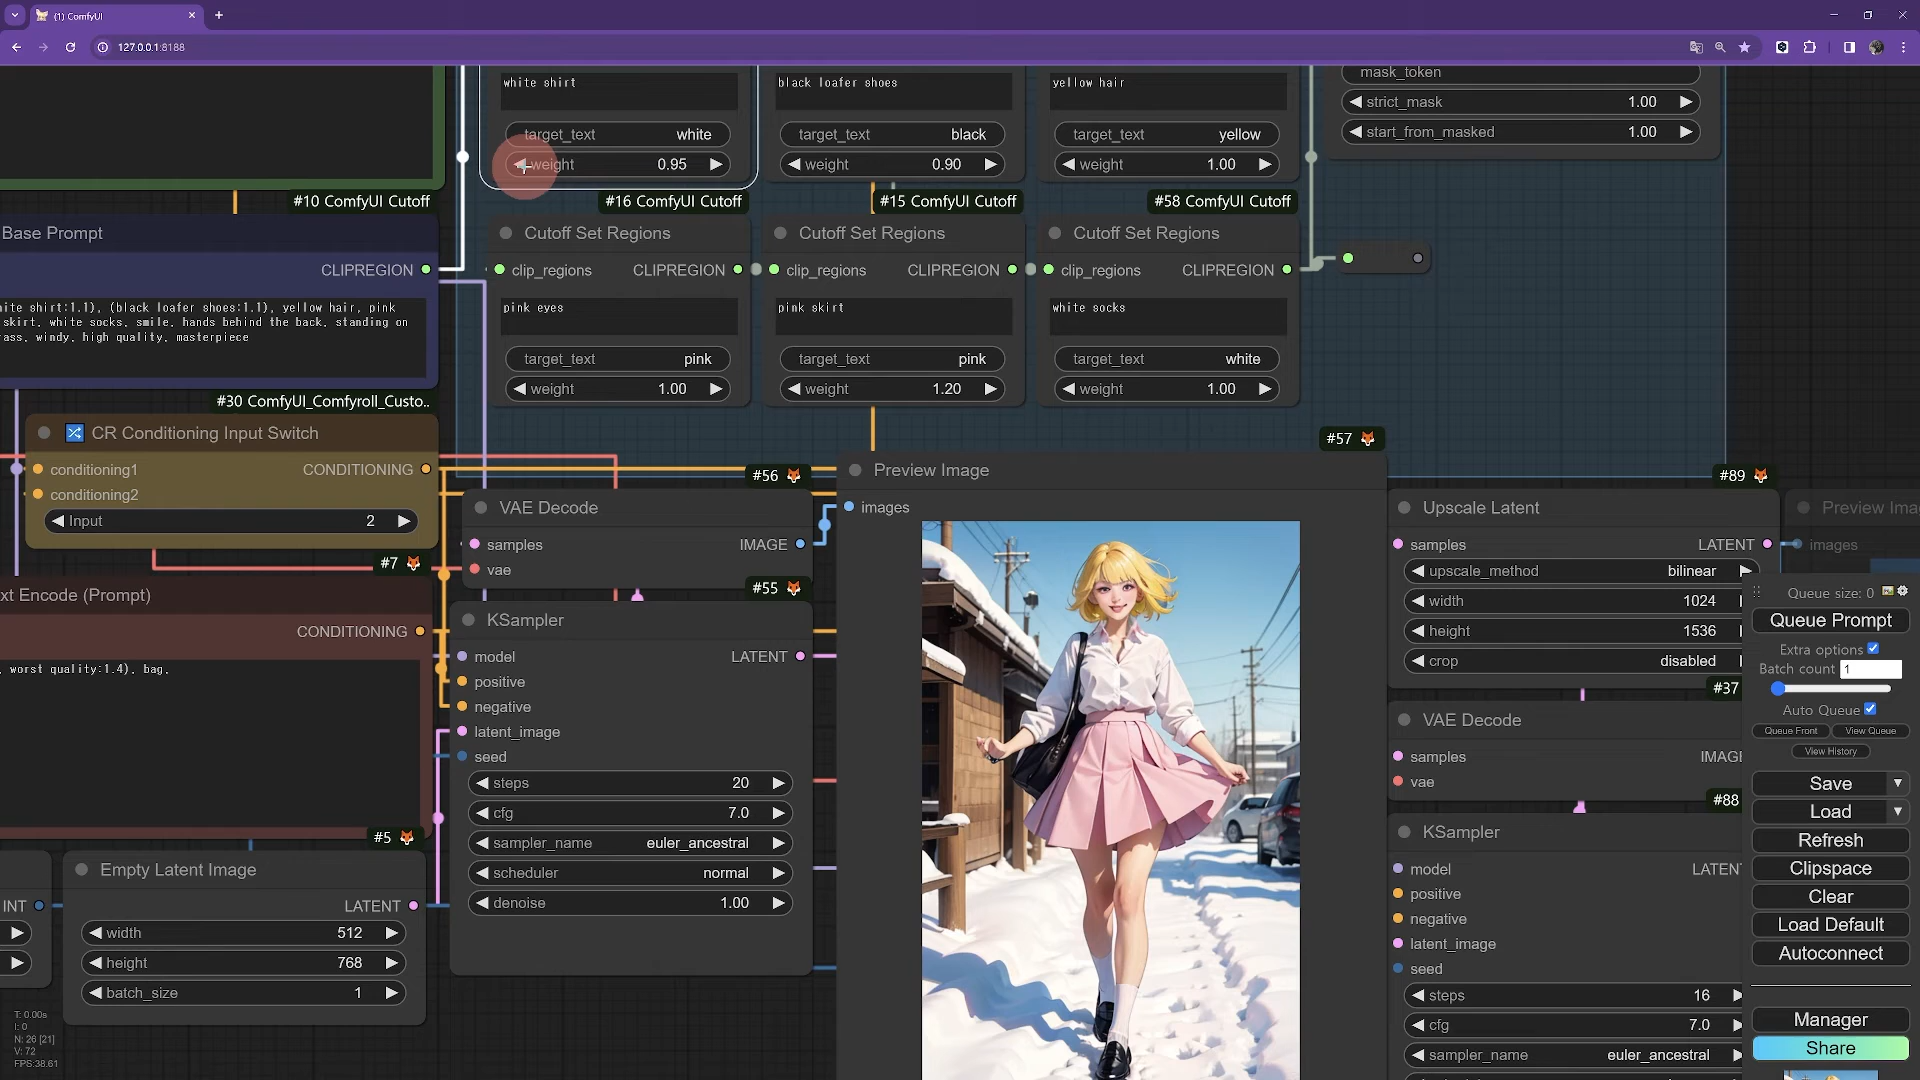 (1) ComfyUI
127.0.0.1:8188
white shirt
target_text white
weight 0.95
black loafer shoes
target_text black
weight 0.90
yellow hair
target_text yellow
weight 1.00
mask_token
strict_mask 1.00
start_from_masked 1.00
#10 ComfyUI Cutoff
#16 ComfyUI Cutoff
#15 ComfyUI Cutoff
#58 ComfyUI Cutoff
Base Prompt
CLIPREGION
ite shirt:1.1), (black loafer shoes:1.1), yellow hair, pink
skirt, white socks, smile, hands behind the back, standing on
ass, windy, high quality, masterpiece
Cutoff Set Regions
clip_regions CLIPREGION
pink eyes
target_text pink
weight 1.00
Cutoff Set Regions
clip_regions CLIPREGION
pink skirt
target_text pink
weight 1.20
Cutoff Set Regions
clip_regions CLIPREGION
white socks
target_text white
weight 1.00
#30 ComfyUI_Comfyroll_Custo..
CR Conditioning Input Switch
conditioning1 CONDITIONING
conditioning2
Input 2
#7
xt Encode (Prompt)
CONDITIONING
, worst quality:1.4), bag,
#5
INT
Empty Latent Image
LATENT
width 512
height 768
batch_size 1
#56
VAE Decode
samples IMAGE
vae
#55
KSampler
model LATENT
positive
negative
latent_image
seed
steps 20
cfg 7.0
sampler_name euler_ancestral
scheduler normal
denoise 1.00
#57
Preview Image
images
#89
Upscale Latent
samples LATENT
upscale_method bilinear
width 1024
height 1536
crop disabled
#37
VAE Decode
samples IMAGE
vae
#88
KSampler
model LATENT
positive
negative
latent_image
seed
steps 16
cfg 7.0
sampler_name euler_ancestral
Preview Ima
images
Queue size: 0
Queue Prompt
Extra options
Batch count 1
Auto Queue
Queue Front View Queue
View History
Save
Load
Refresh
Clipspace
Clear
Load Default
Autoconnect
Manager
Share
T: 0.00s
I: 0
N: 26 [21]
V: 72
FPS:38.61